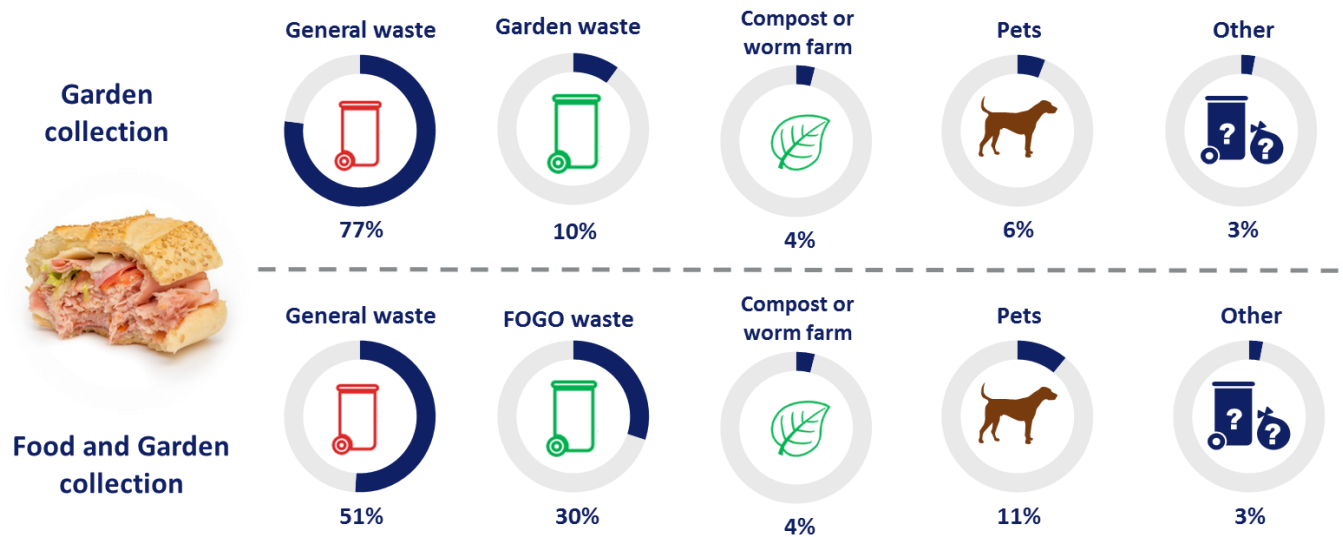 General waste
Garden waste
Compost or
worm farm
Pets
Other
Garden
collection
?
?
77%
10%
4%
6%
3%
General waste
FOGO waste
Compost or
worm farm
Pets
Other
?
?
Food and Garden
collection
51%
30%
4%
11%
3%